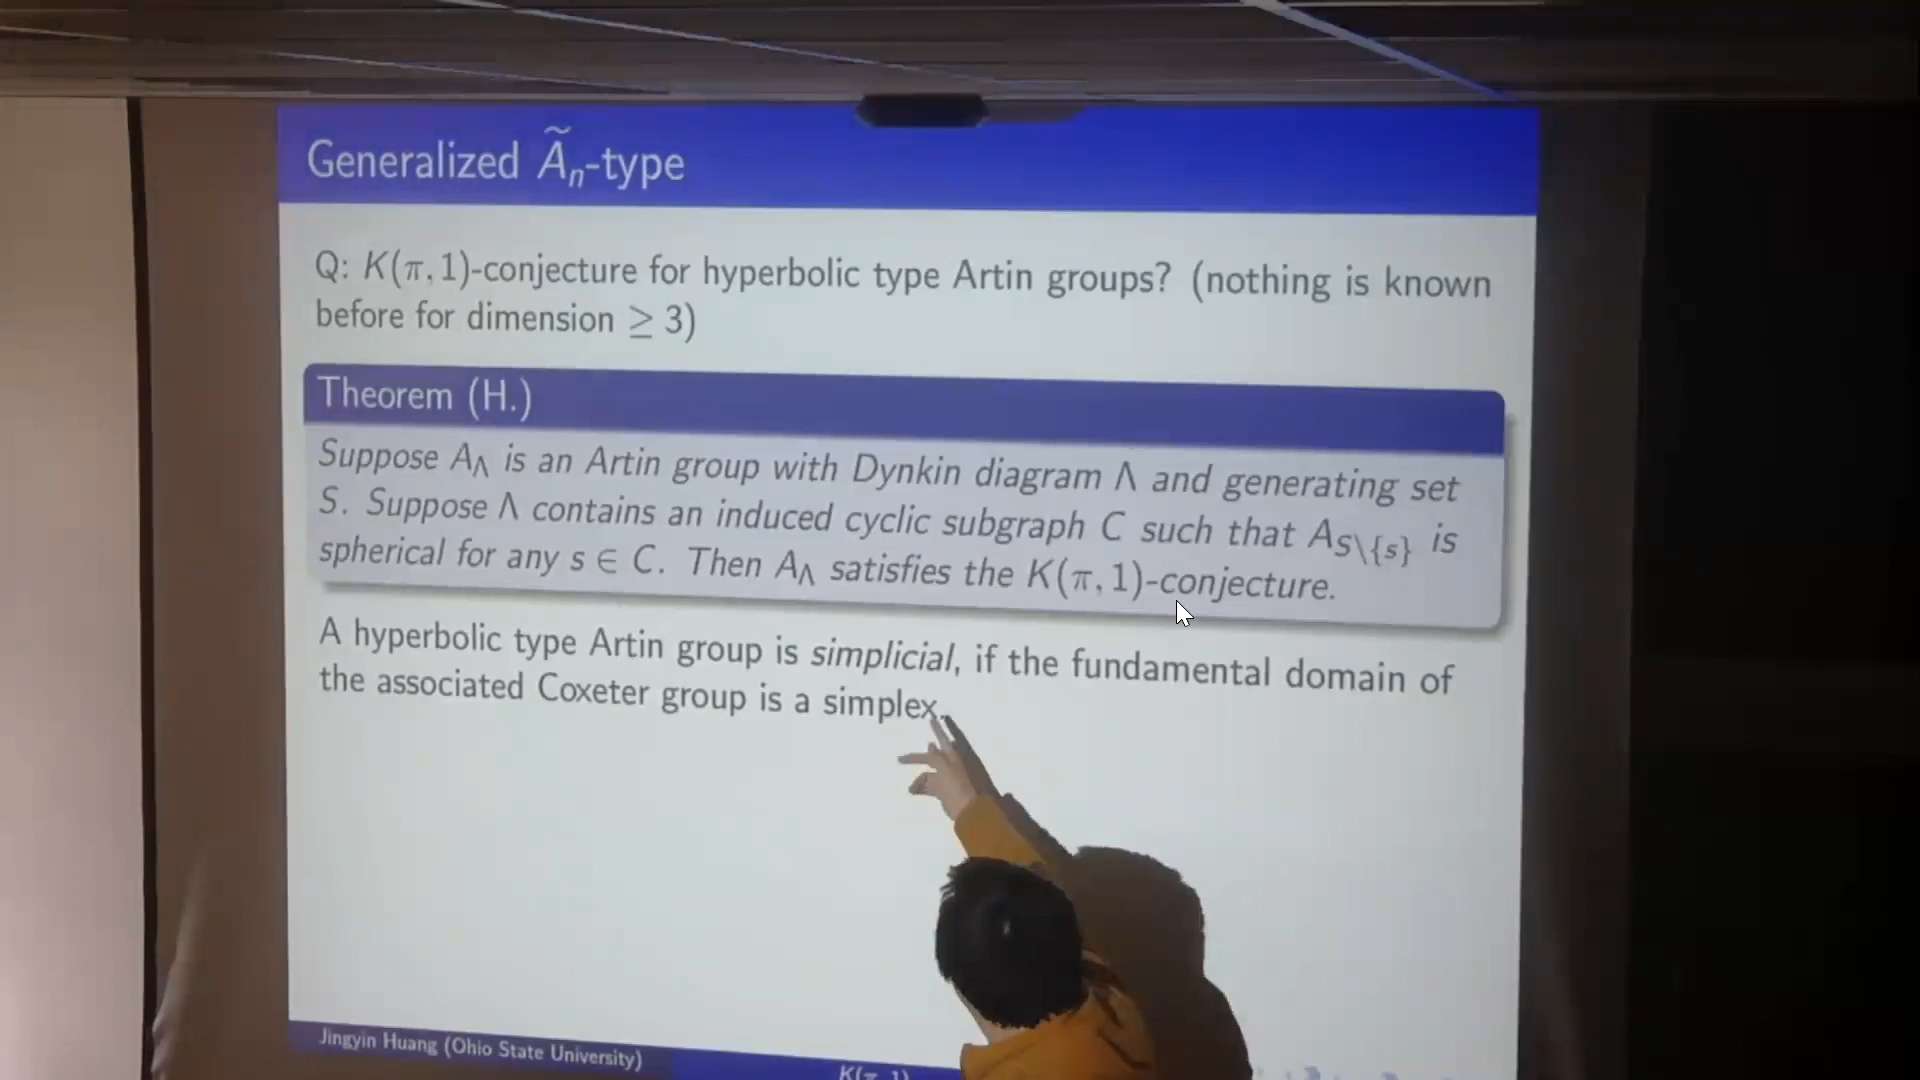 Generalized Ãₙ-type
Q: K(π, 1)-conjecture for hyperbolic type Artin groups? (nothing is known
before for dimension ≥ 3)
Theorem (H.)
Suppose A_Λ is an Artin group with Dynkin diagram Λ and generating set
S. Suppose Λ contains an induced cyclic subgraph C such that A_{S\{s}} is
spherical for any s ∈ C. Then A_Λ satisfies the K(π, 1)-conjecture.
A hyperbolic type Artin group is simplicial, if the fundamental domain of
the associated Coxeter group is a simplex.
Jingyin Huang (Ohio State University)
K(π, 1)